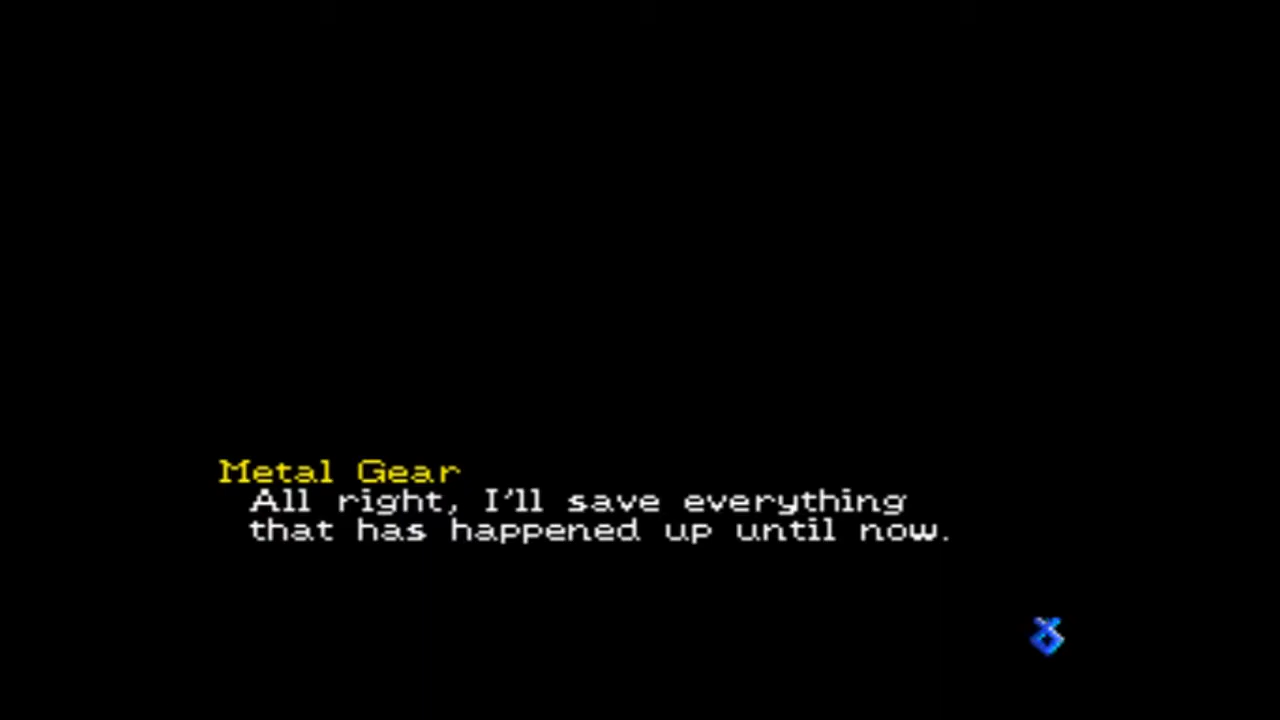 Metal Gear
All right, I'll save everything
that has happened up until now.